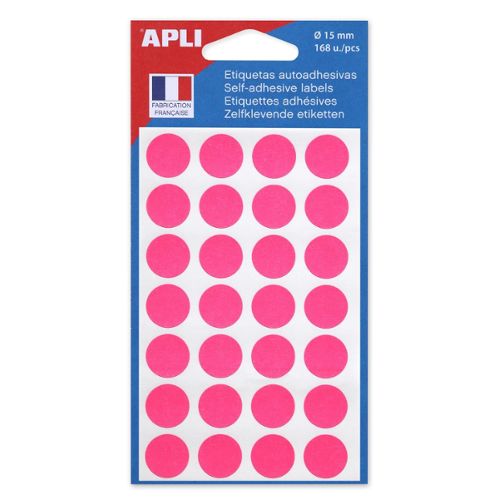 APLI
Ø 15 mm
168 u./pcs
FABRICATION
FRANÇAISE
Etiquetas autoadhesivas
Self-adhesive labels
Etiquettes adhésives
Zelfklevende etiketten